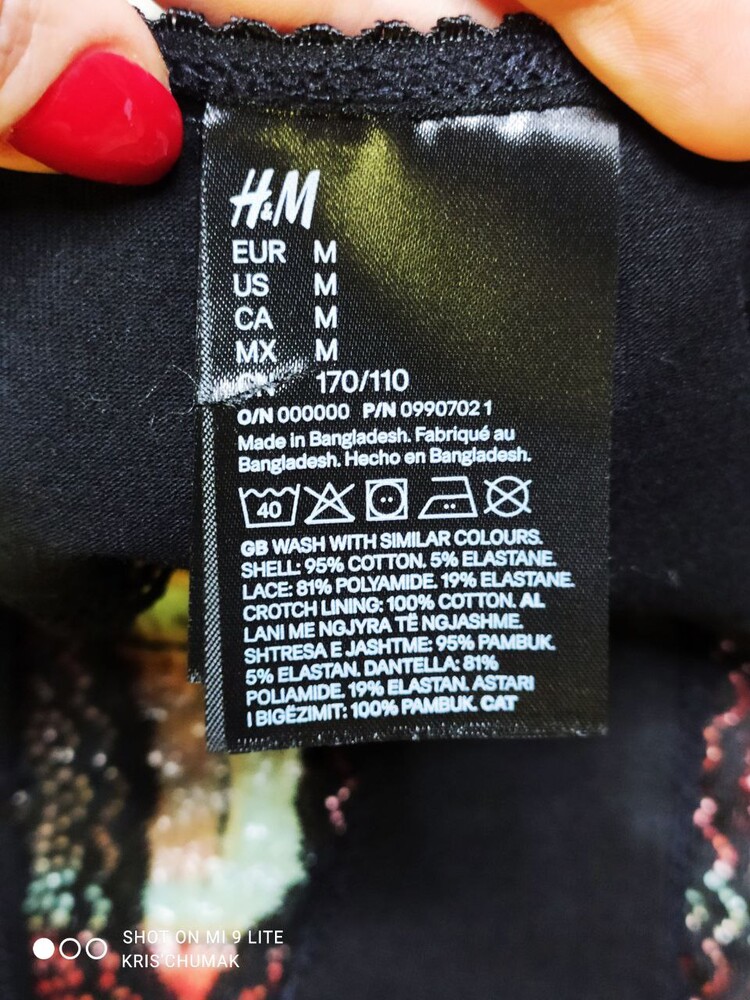 H&M
EUR M
US M
CA M
MX M
170/110
O/N 000000 P/N 099070 2 1
Made in Bangladesh. Fabriqué au
Bangladesh. Hecho en Bangladesh.
40
GB WASH WITH SIMILAR COLOURS.
SHELL: 95% COTTON. 5% ELASTANE.
LACE: 81% POLYAMIDE. 19% ELASTANE.
CROTCH LINING: 100% COTTON. AL
LANI ME NGJYRA TË NGJASHME.
SHTRESA E JASHTME: 95% PAMBUK.
5% ELASTAN. DANTELLA: 81%
POLIAMIDE. 19% ELASTAN. ASTARI
I BIGËZIMIT: 100% PAMBUK. CAT
SHOT ON MI 9 LITE
KRIS'CHUMAK